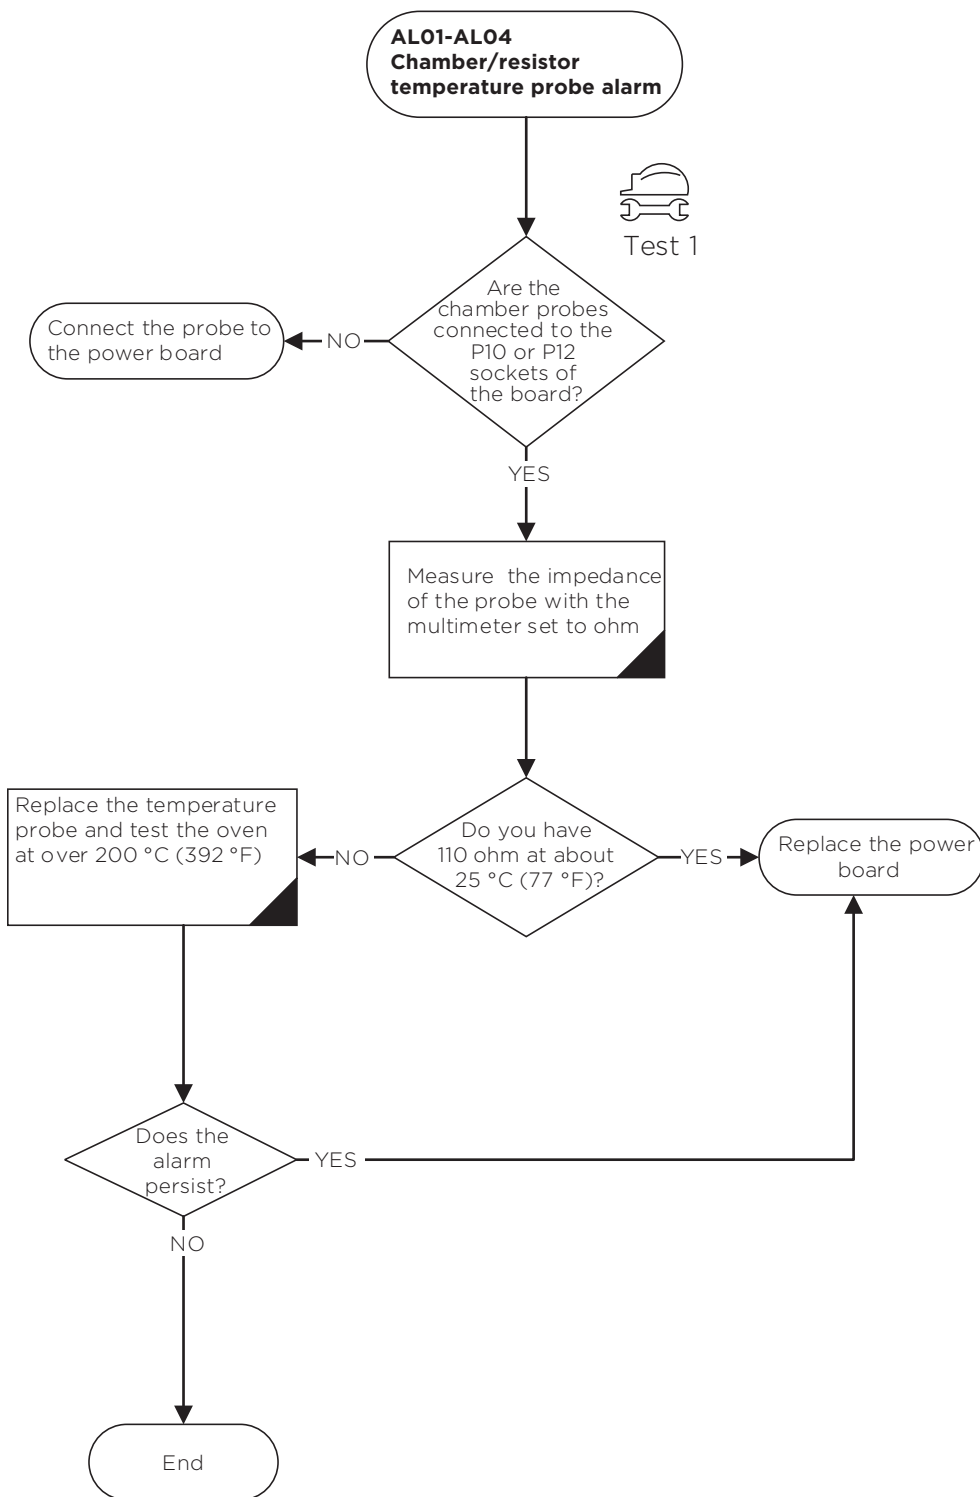 AL01-AL04
Chamber/resistor
temperature probe alarm
Test 1
Are the
chamber probes
connected to the
P10 or P12
sockets of
the board?
NO
Connect the probe to
the power board
YES
Measure the impedance
of the probe with the
multimeter set to ohm
Do you have
110 ohm at about
25 °C (77 °F)?
NO
YES
Replace the temperature
probe and test the oven
at over 200 °C (392 °F)
Replace the power
board
Does the
alarm
persist?
YES
NO
End